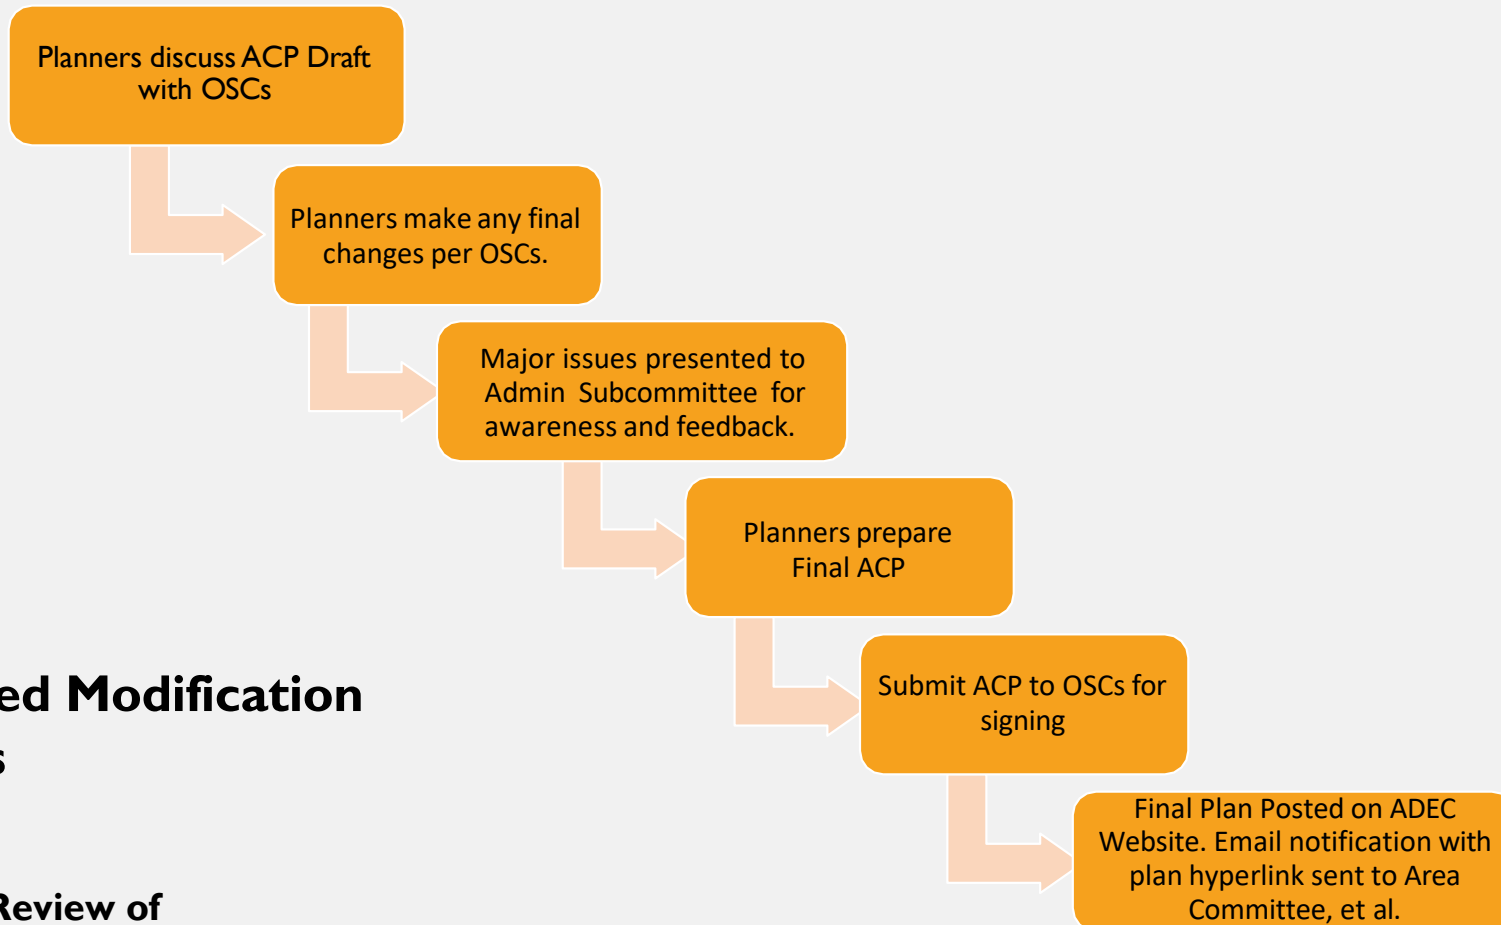 Planners discuss ACP Draft
with OSCs
Planners make any final
changes per OSCs.
Major issues presented to
Admin Subcommittee for
awareness and feedback.
Planners prepare
Final ACP
Submit ACP to OSCs for
signing
Final Plan Posted on ADEC
Website. Email notification with
plan hyperlink sent to Area
Committee, et al.
Modification
Review of